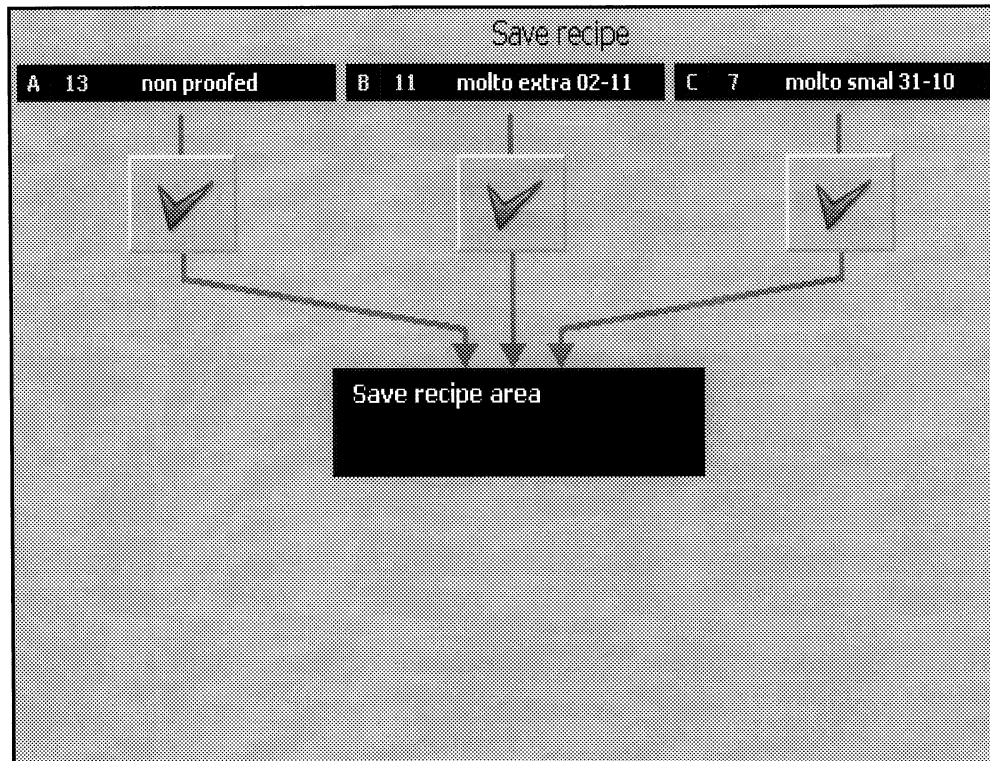 Save recipe
A 13 non proofed B 11 molto extra 02-11 C 7 molto smal 31-10
Save recipe area